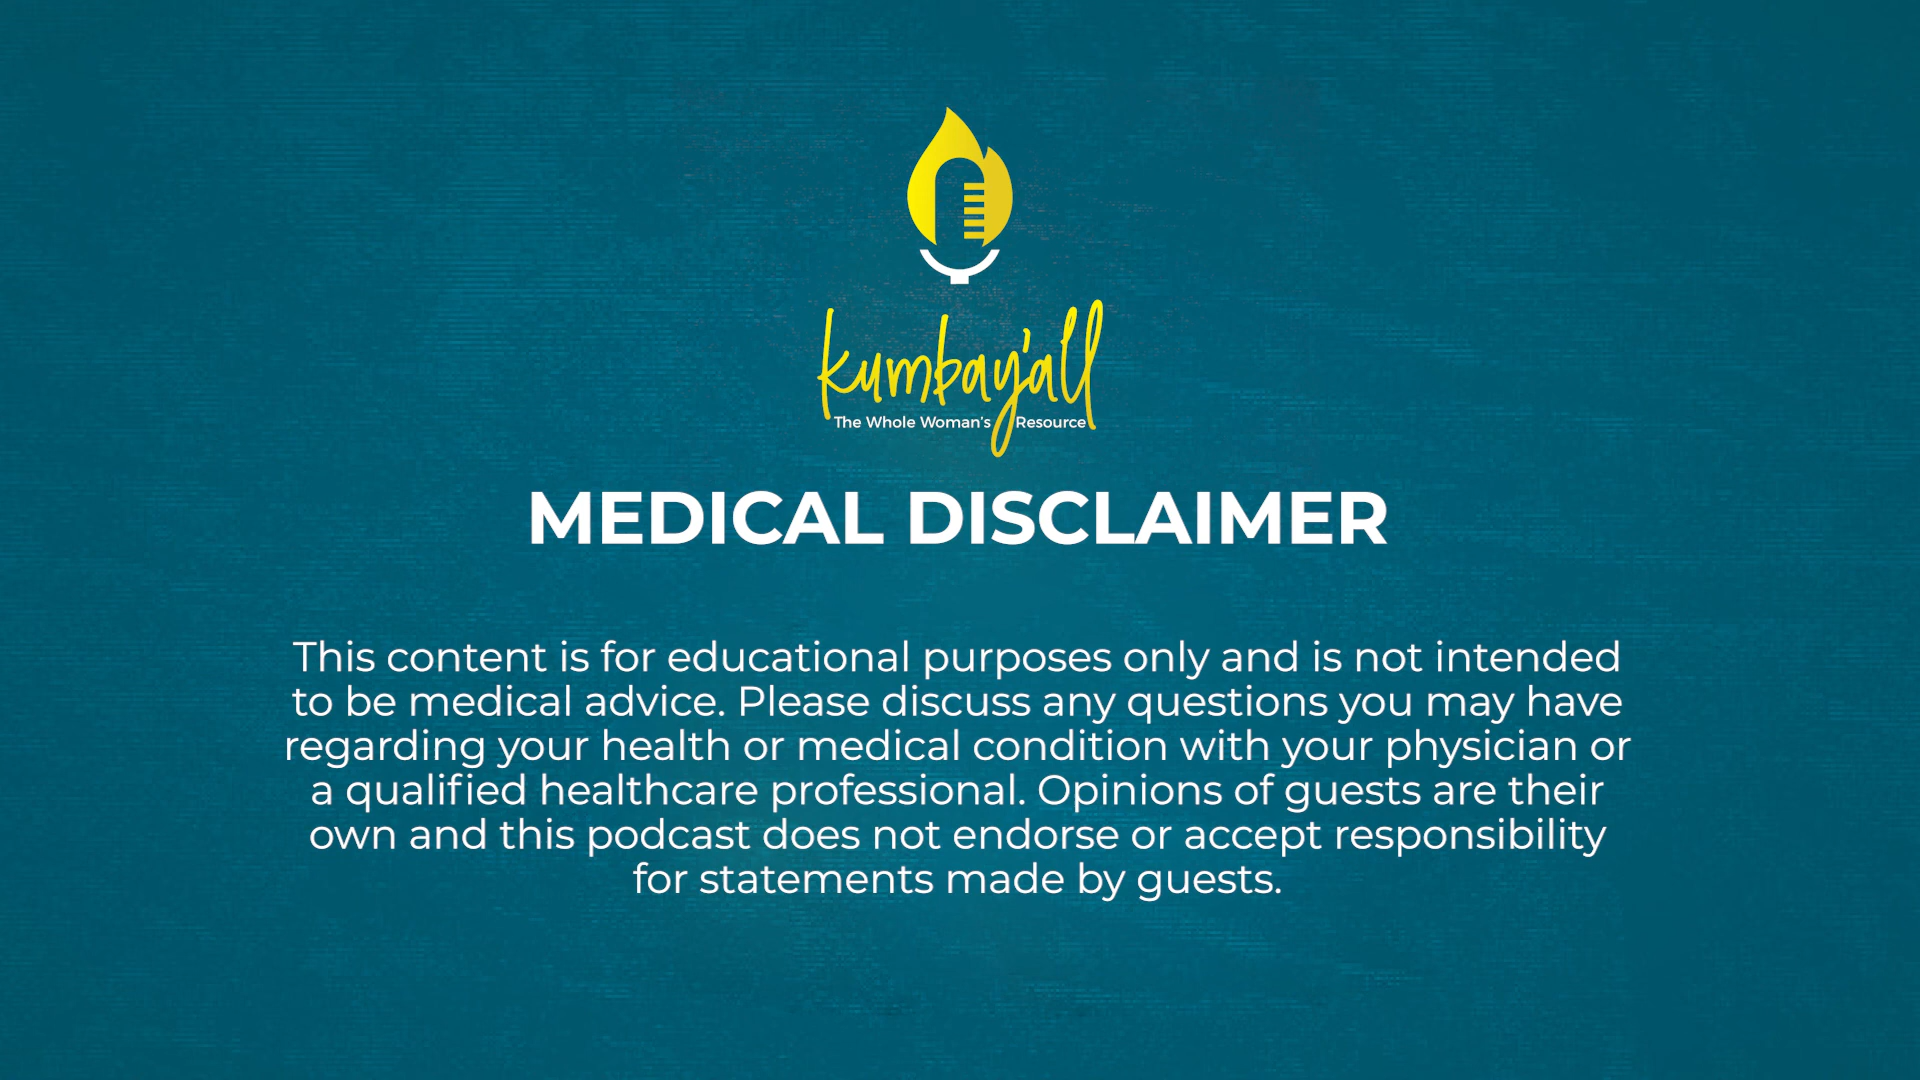 kumbay'all
The Whole Woman's Resource
MEDICAL DISCLAIMER
This content is for educational purposes only and is not intended
to be medical advice. Please discuss any questions you may have
regarding your health or medical condition with your physician or
a qualified healthcare professional. Opinions of guests are their
own and this podcast does not endorse or accept responsibility
for statements made by guests.